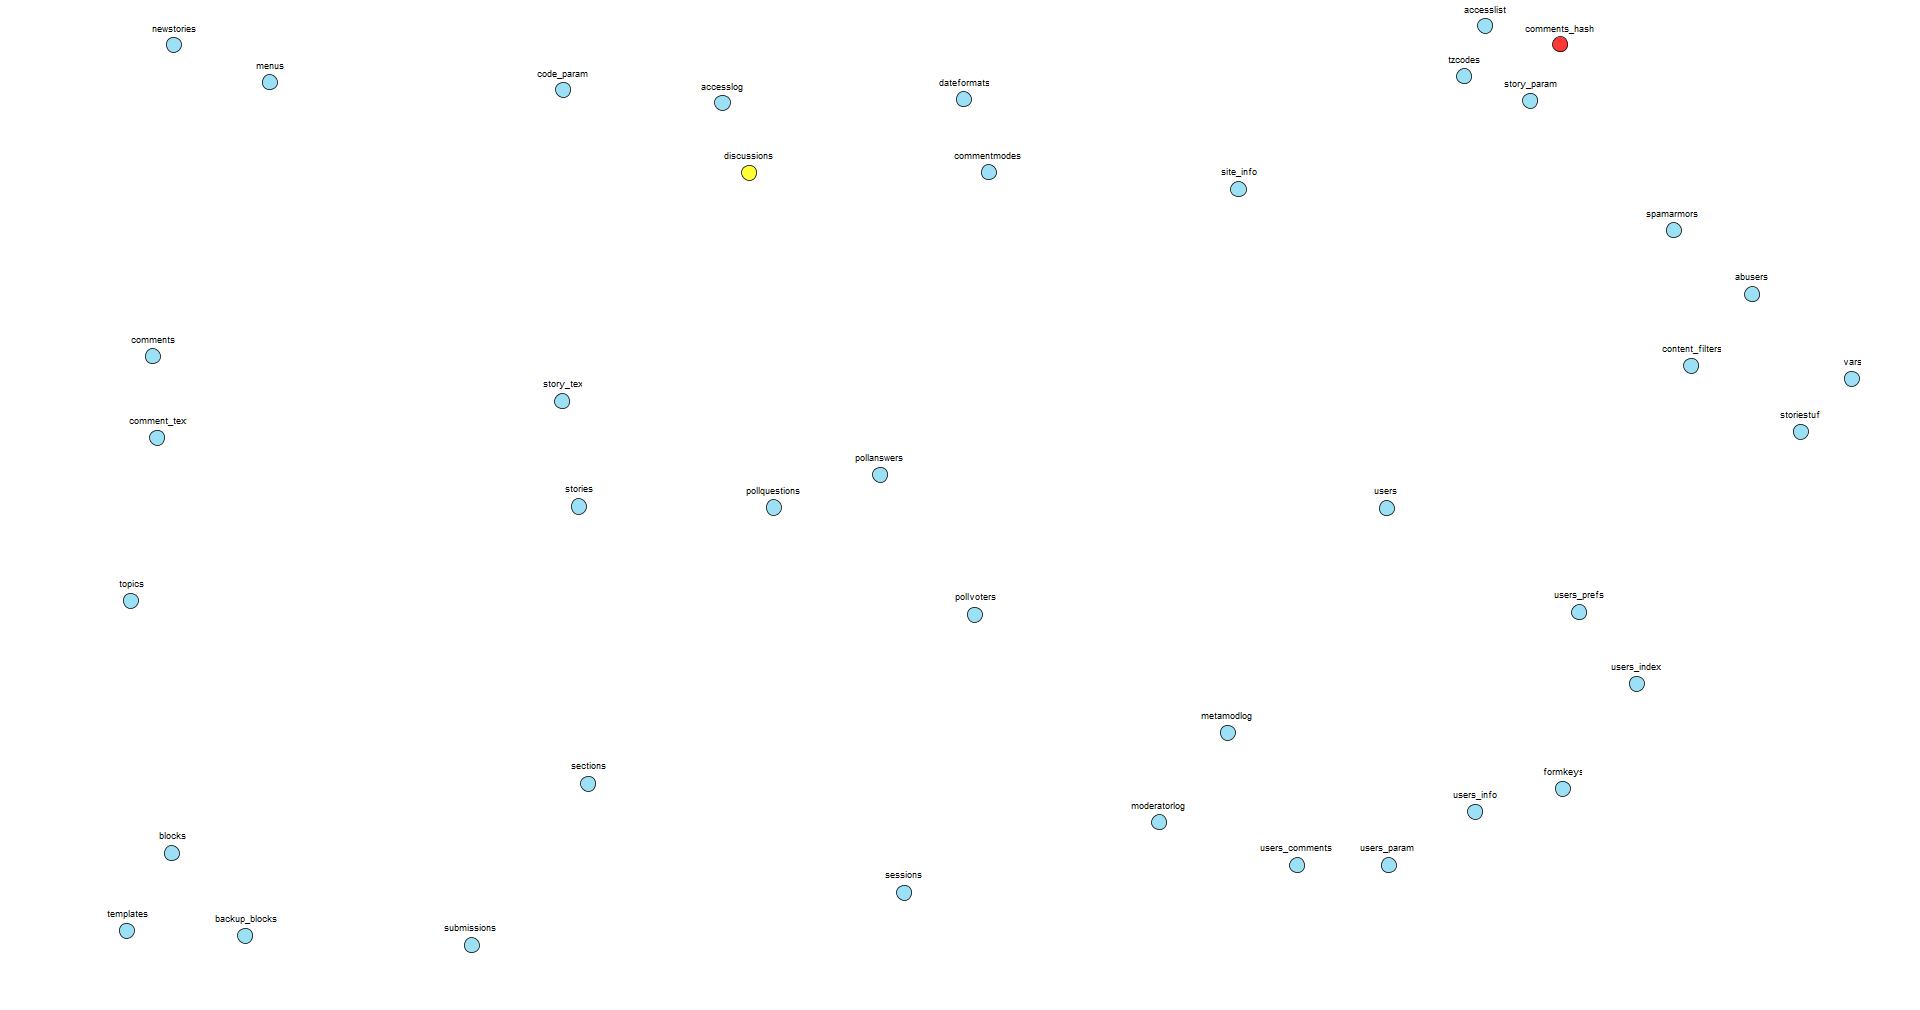 accesslist
newstories
comments_hash
tzcodes
menus
code_param
accesslog
dateformats
story_param
discussions
commentmodes
site_info
spamarmors
abusers
comments
content_filters
vars
story_tex
storiestuf
comment_tex
pollanswers
stories
pollquestions
users
topics
pollvoters
users_prefs
users_index
metamodlog
sections
formkeys
users_info
moderatorlog
blocks
users_comments
users_param
sessions
templates
backup_blocks
submissions